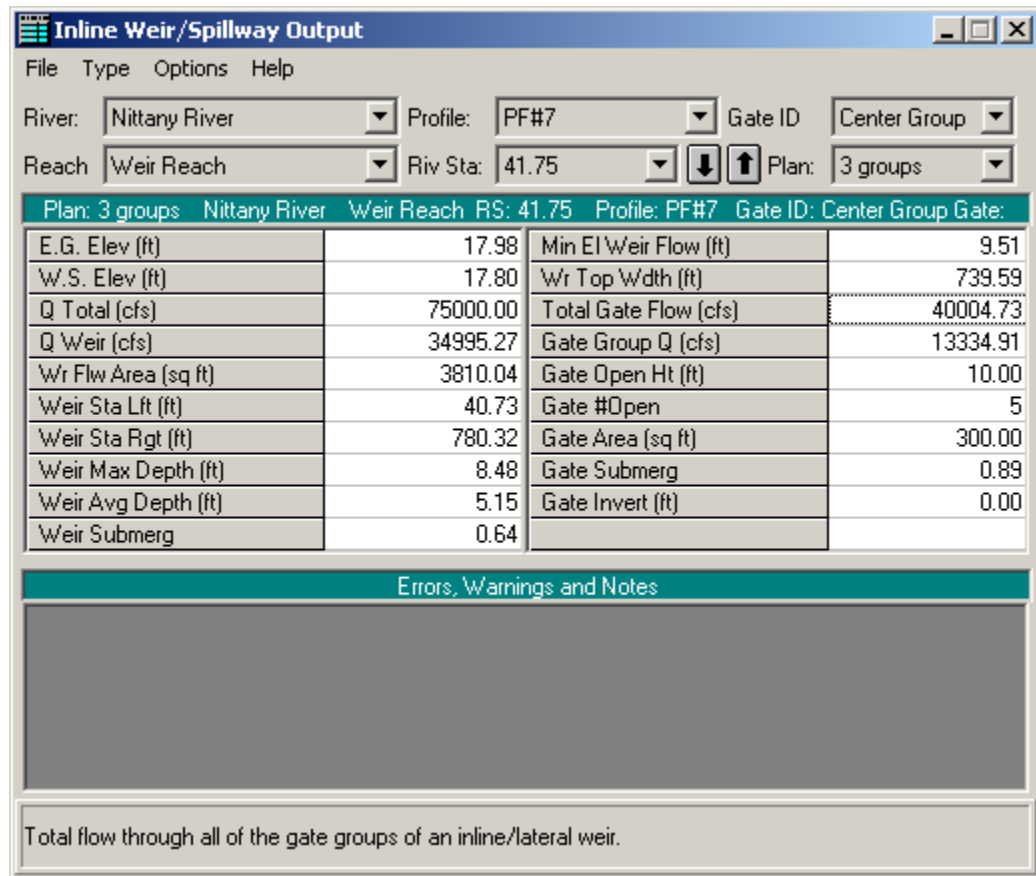 Inline Weir/Spillway Output
File Type Options Help
River: Nittany River Profile: PF#7 Gate ID Center Group
Reach Weir Reach Riv Sta: 41.75 Plan: 3 groups
Plan: 3 groups Nittany River Weir Reach RS: 41.75 Profile: PF#7 Gate ID: Center Group Gate:
E.G. Elev (ft) 17.98 Min El Weir Flow (ft) 9.51
W.S. Elev (ft) 17.80 Wr Top Wdth (ft) 739.59
Q Total (cfs) 75000.00 Total Gate Flow (cfs) 40004.73
Q Weir (cfs) 34995.27 Gate Group Q (cfs) 13334.91
Wr Flw Area (sq ft) 3810.04 Gate Open Ht (ft) 10.00
Weir Sta Lft (ft) 40.73 Gate #Open 5
Weir Sta Rgt (ft) 780.32 Gate Area (sq ft) 300.00
Weir Max Depth (ft) 8.48 Gate Submerg 0.89
Weir Avg Depth (ft) 5.15 Gate Invert (ft) 0.00
Weir Submerg 0.64
Errors, Warnings and Notes
Total flow through all of the gate groups of an inline/lateral weir.